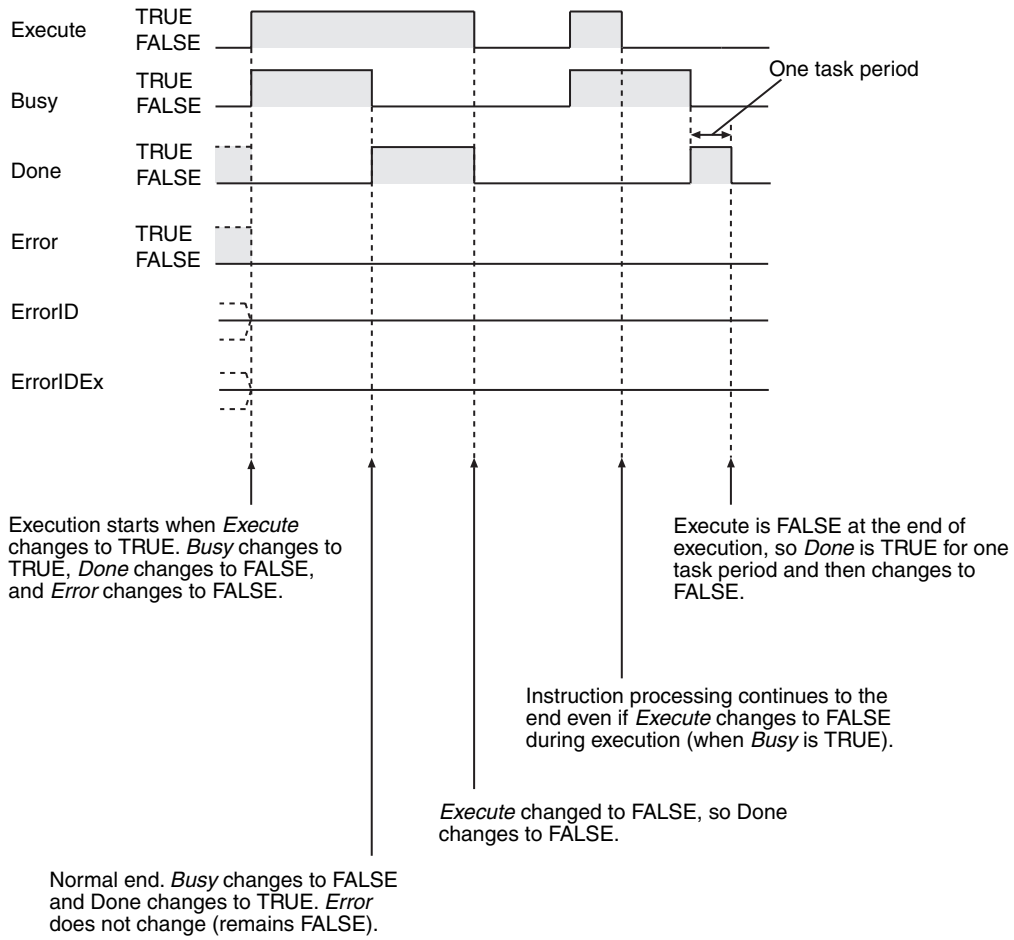 Execute
TRUE
FALSE
Busy
TRUE
FALSE
One task period
Done
TRUE
FALSE
Error
TRUE
FALSE
ErrorID
ErrorIDEx
Execution starts when Execute
changes to TRUE. Busy changes to
TRUE, Done changes to FALSE,
and Error changes to FALSE.
Execute is FALSE at the end of
execution, so Done is TRUE for one
task period and then changes to
FALSE.
Instruction processing continues to the
end even if Execute changes to FALSE
during execution (when Busy is TRUE).
Execute changed to FALSE, so Done
changes to FALSE.
Normal end. Busy changes to FALSE
and Done changes to TRUE. Error
does not change (remains FALSE).